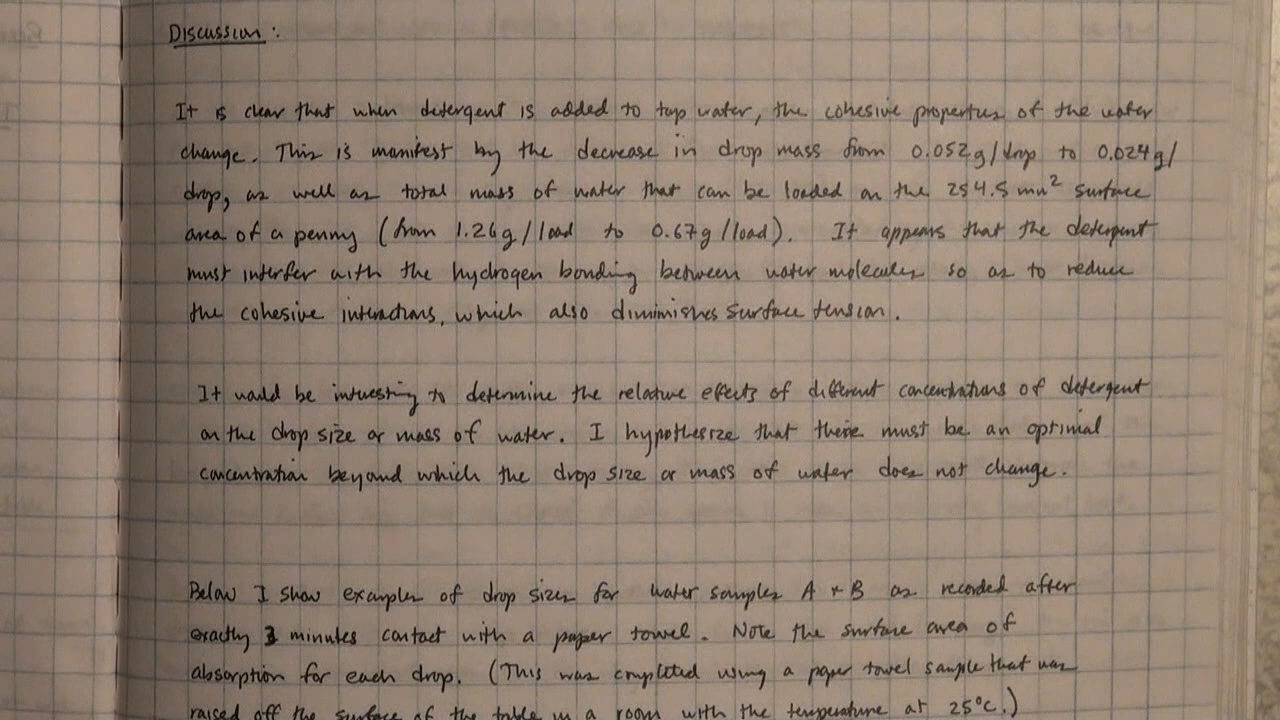 Discussion:
It is clear that when detergent is added to tap water, the cohesive properties of the water
change. This is manifest by the decrease in drop mass from 0.052g/drop to 0.024g/
drop, as well as total mass of water that can be loaded on the 254.5 mm² surface
area of a penny (from 1.26g/load to 0.67g/load). It appears that the detergent
must interfer with the hydrogen bonding between water molecules so as to reduce
the cohesive interactions, which also diminishes surface tension.
It would be interesting to determine the relative effects of different concentrations of detergent
on the drop size or mass of water. I hypothesize that there must be an optimal
concentration beyond which the drop size or mass of water does not change.
Below I show examples of drop sizes for water samples A + B as recorded after
exactly 3 minutes contact with a paper towel. Note the surface area of
absorption for each drop. (This was completed using a paper towel sample that was
raised off the surface of the table in a room with the temperature at 25°C.)